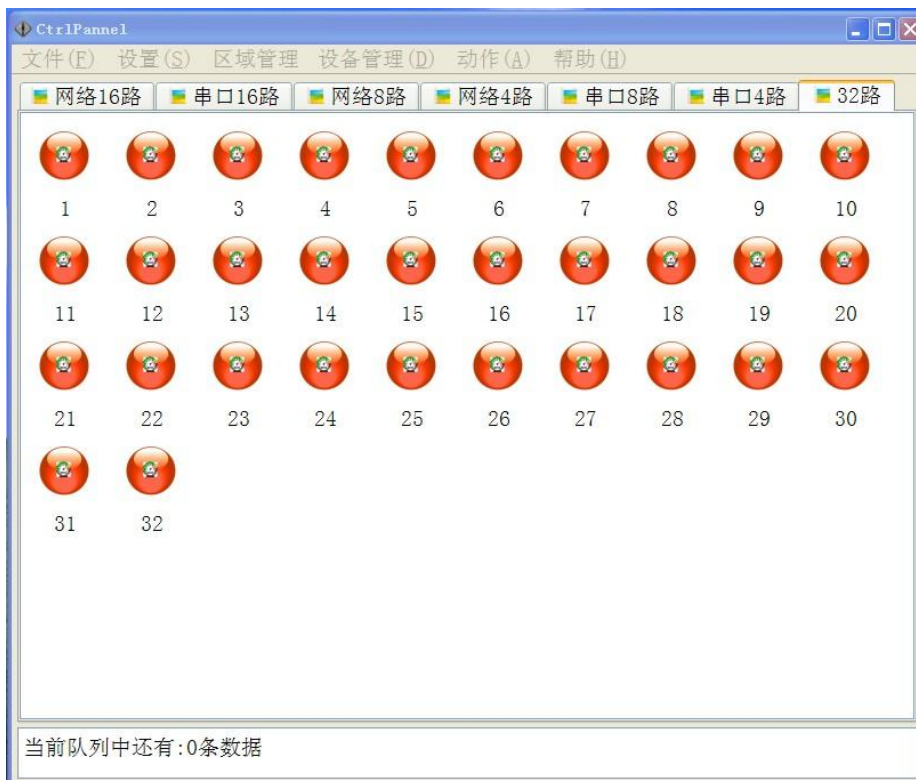 CtrlPannel
文件(F) 设置(S) 区域管理 设备管理(D) 动作(A) 帮助(H)
网络16路 串口16路 网络8路 网络4路 串口8路 串口4路 32路
1 2 3 4 5 6 7 8 9 10
11 12 13 14 15 16 17 18 19 20
21 22 23 24 25 26 27 28 29 30
31 32
当前队列中还有:0条数据